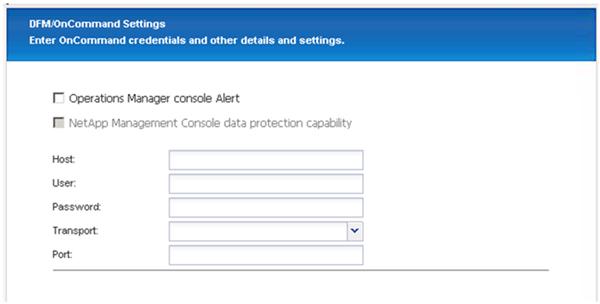 DFM/OnCommand Settings
Enter OnCommand credentials and other details and settings.
Operations Manager console Alert
NetApp Management Console data protection capability
Host:
User:
Password:
Transport:
Port: